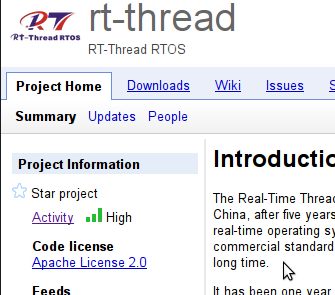 RT
RT-Thread RTOS
rt-thread
RT-Thread RTOS
Project Home Downloads Wiki Issues
Summary Updates People
Project Information
Star project
Activity High
Code license
Apache License 2.0
Feeds
Introductio
The Real-Time Thread
China, after five years
real-time operating sy
commercial standard
long time.
It has been one year